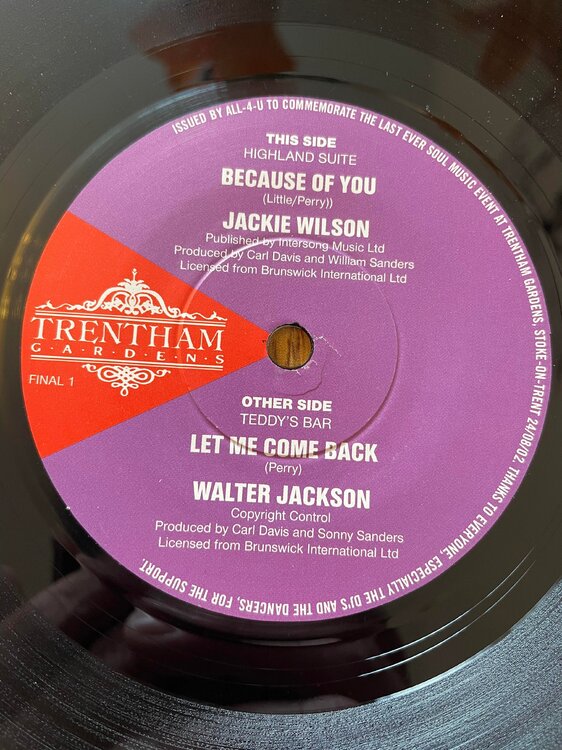 ISSUED BY ALL-4-U TO COMMEMORATE THE LAST EVER SOUL MUSIC EVENT AT TRENTHAM GARDENS, STOKE-ON-TRENT 24/08/02. THANKS TO EVERYONE, ESPECIALLY THE DJ'S AND THE DANCERS, FOR THE SUPPORT.
THIS SIDE
HIGHLAND SUITE
BECAUSE OF YOU
(Little/Perry))
JACKIE WILSON
Published by Intersong Music Ltd
Produced by Carl Davis and William Sanders
Licensed from Brunswick International Ltd
TRENTHAM
GARDENS
FINAL 1
OTHER SIDE
TEDDY'S BAR
LET ME COME BACK
(Perry)
WALTER JACKSON
Copyright Control
Produced by Carl Davis and Sonny Sanders
Licensed from Brunswick International Ltd